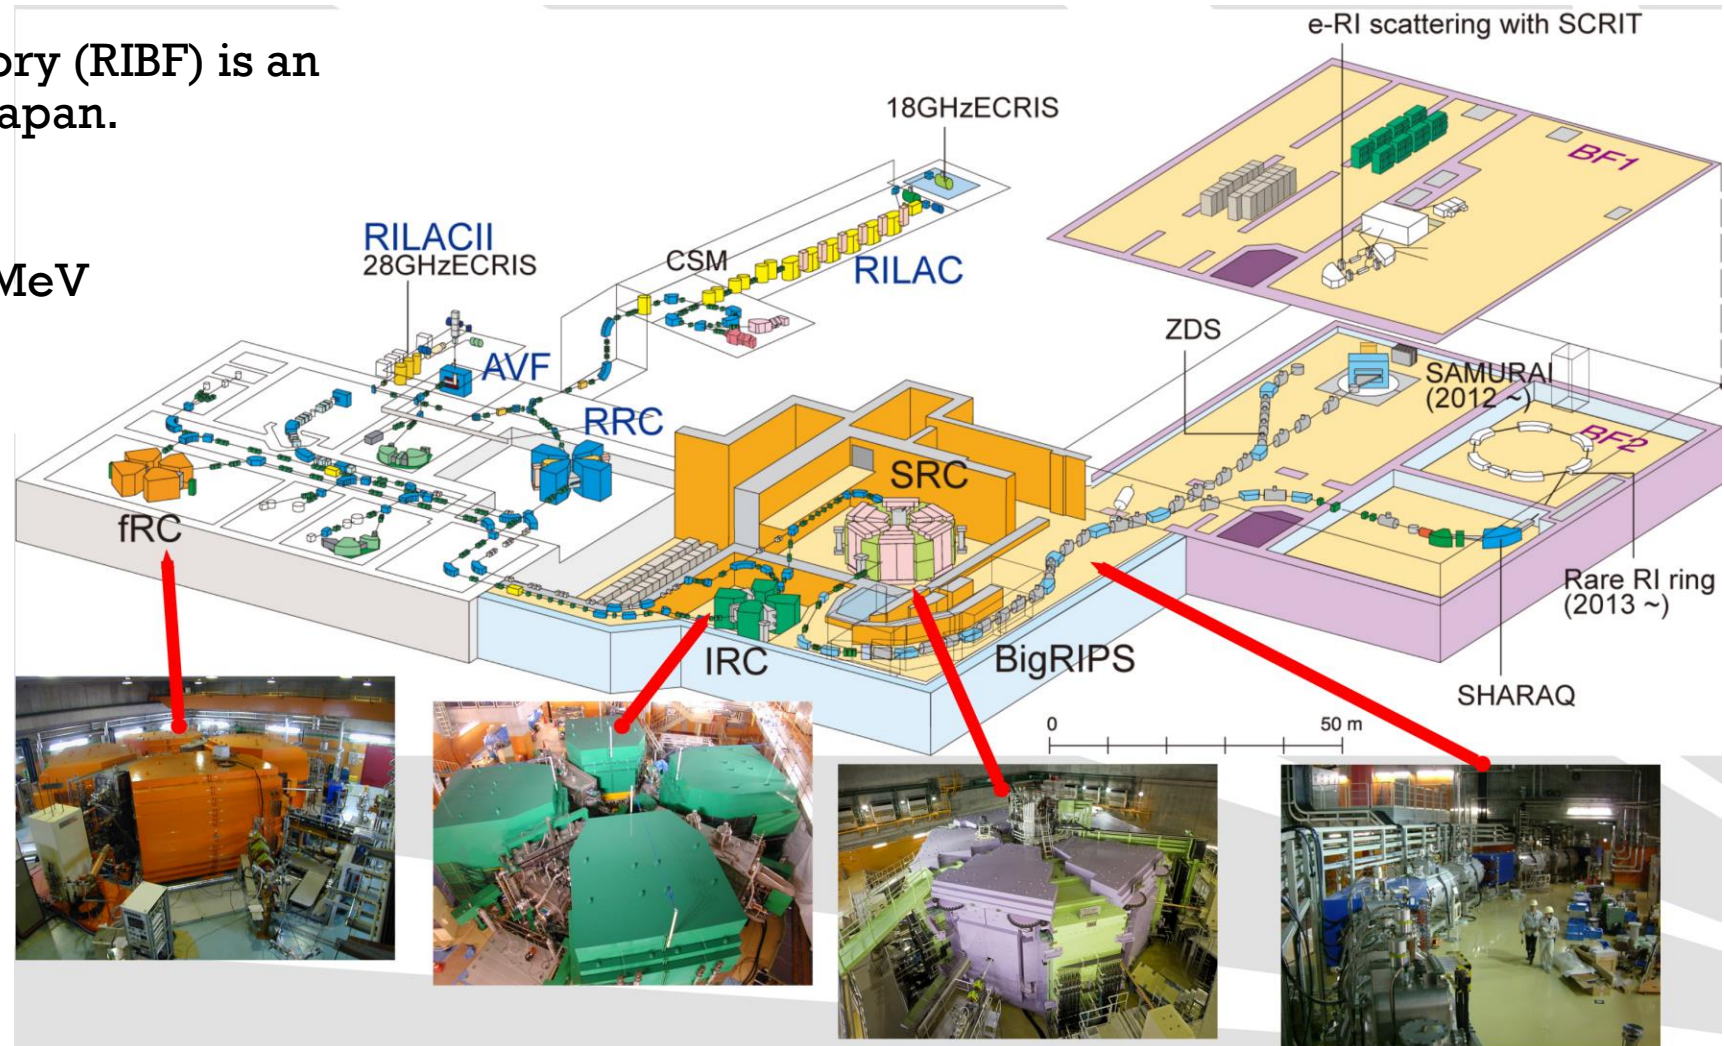 ory (RIBF) is an
apan.
MeV
e-RI scattering with SCRIT
18GHzECRIS
BF1
RILACII
28GHzECRIS
CSM
RILAC
ZDS
AVF
SAMURAI
(2012 ~)
RRC
BF2
SRC
fRC
Rare RI ring
(2013 ~)
IRC
BigRIPS
SHARAQ
0 50 m